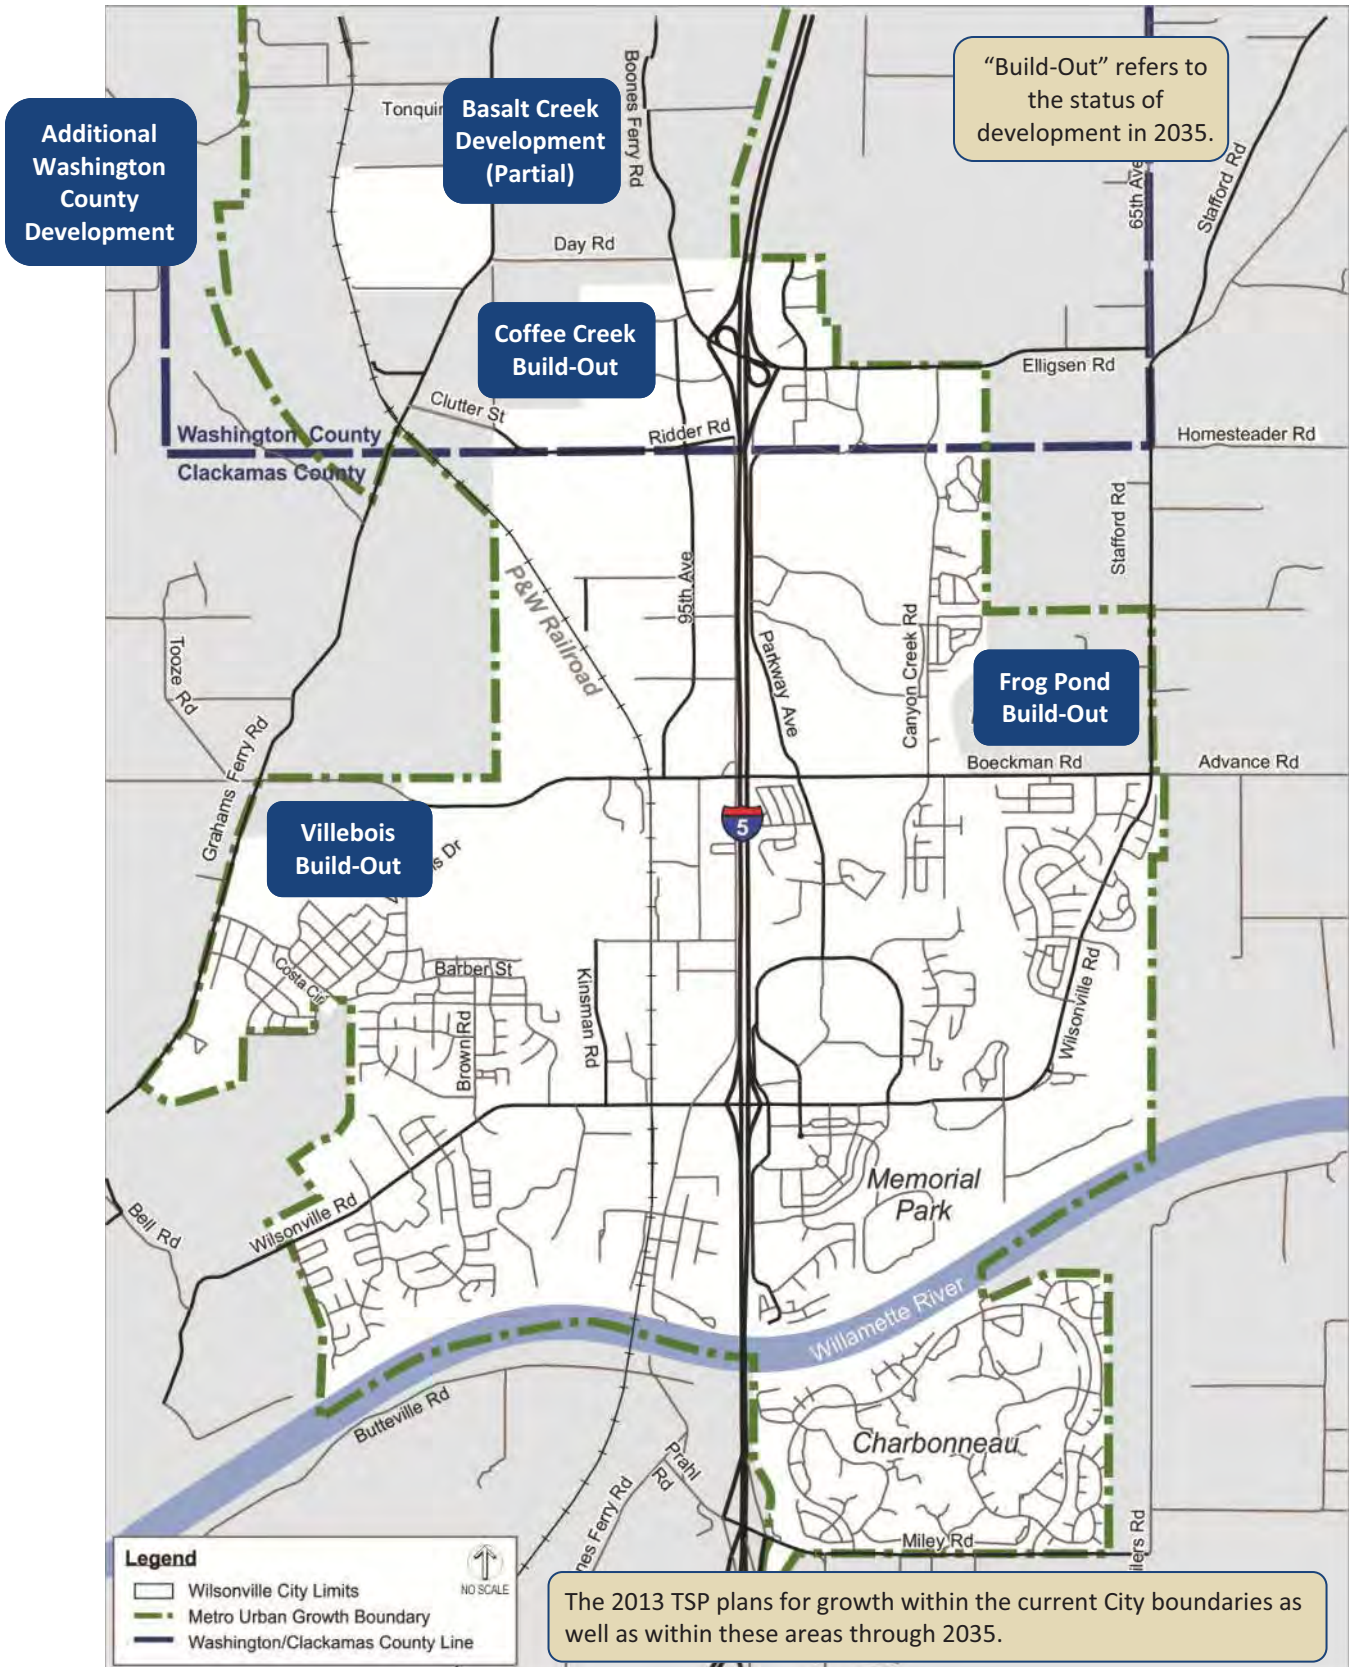 Additional
Washington
County
Development
Basalt Creek
Development
(Partial)
"Build-Out" refers to
the status of
development in 2035.
Boones Ferry Rd
Day Rd
65th Ave
Stafford Rd
Coffee Creek
Build-Out
Elligsen Rd
Clutter St
Ridder Rd
Washington County
Clackamas County
Homesteader Rd
Stafford Rd
P&W Railroad
95th Ave
Parkway Ave
Canyon Creek Rd
Tooze Rd
Frog Pond
Build-Out
Grahams Ferry Rd
Boeckman Rd
Advance Rd
5
Villebois
Build-Out
Costa Cir
Barber St
Brown Rd
Kinsman Rd
Wilsonville Rd
Memorial
Park
Bell Rd
Wilsonville Rd
Willamette River
Butteville Rd
Charbonneau
Prahl
Rd
Miley Rd
Legend
NO SCALE
Wilsonville City Limits
Metro Urban Growth Boundary
Washington/Clackamas County Line
The 2013 TSP plans for growth within the current City boundaries as
well as within these areas through 2035.